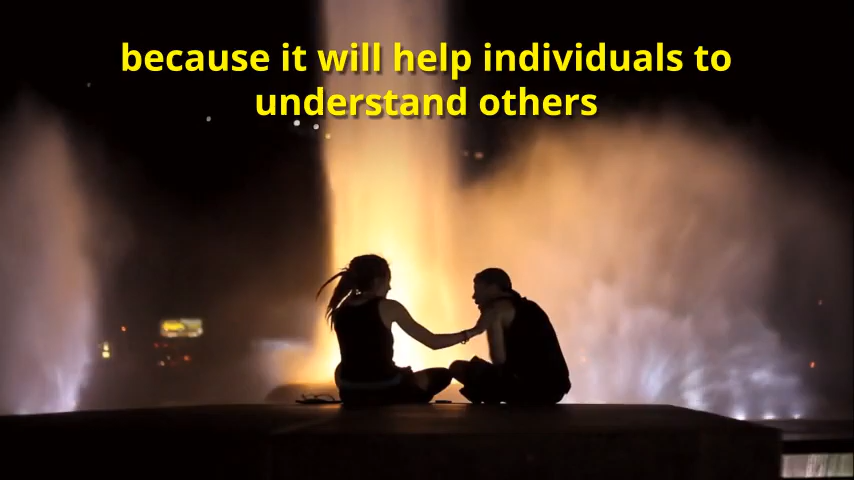 because it will help individuals to
understand others